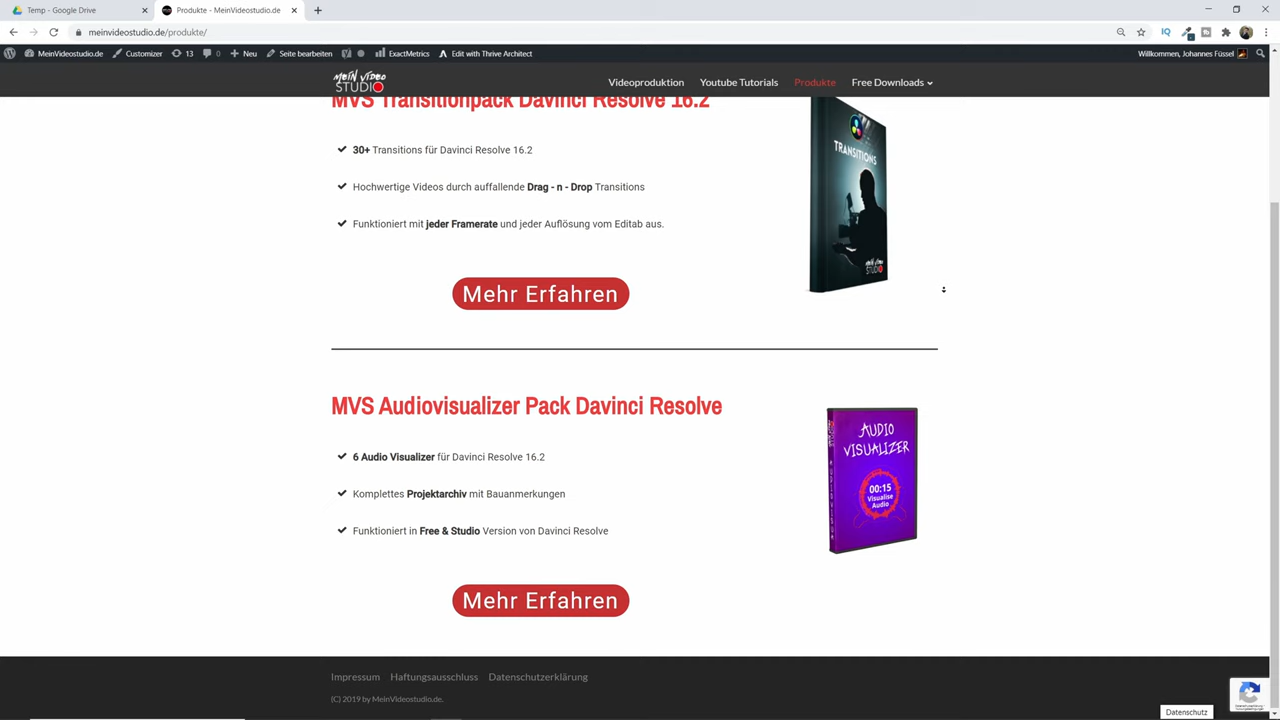 Temp - Google Drive
Produkte - MeinVideostudio.de
meinvideostudio.de/produkte/
MeinVideostudio.de Customizer 13 0 Neu Seite bearbeiten ExactMetrics Edit with Thrive Architect Willkommen, Johannes Füssel
MEIN VIDEO
STUDIO
Videoproduktion Youtube Tutorials Produkte Free Downloads
MVS Transitionpack Davinci Resolve 16.2
30+ Transitions für Davinci Resolve 16.2
Hochwertige Videos durch auffallende Drag - n - Drop Transitions
Funktioniert mit jeder Framerate und jeder Auflösung vom Editab aus.
Mehr Erfahren
TRANSITIONS
MEIN VIDEO
STUDIO
MVS Audiovisualizer Pack Davinci Resolve
6 Audio Visualizer für Davinci Resolve 16.2
Komplettes Projektarchiv mit Bauanmerkungen
Funktioniert in Free & Studio Version von Davinci Resolve
Mehr Erfahren
AUDIO
VISUALIZER
00:15
Visualise
Audio
Impressum Haftungsausschluss Datenschutzerklärung
(C) 2019 by MeinVideostudio.de.
Datenschutz